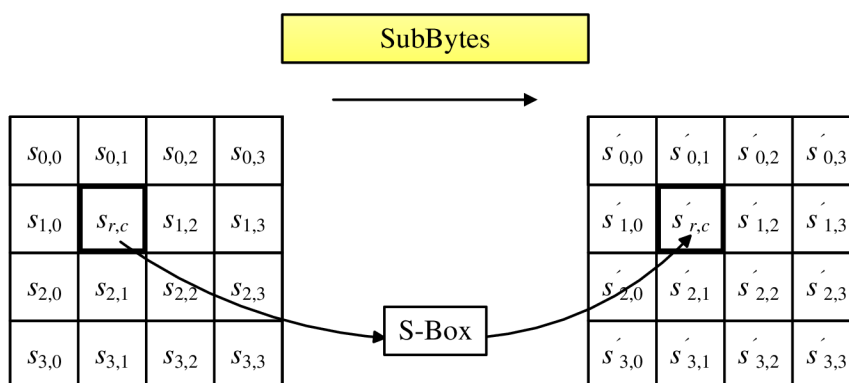 SubBytes
s0,0 s0,1 s0,2 s0,3 s´0,0 s´0,1 s´0,2 s´0,3
s1,0 sr,c s1,2 s1,3 s´1,0 s´r,c s´1,2 s´1,3
s2,0 s2,1 s2,2 s2,3 s´2,0 s´2,1 s´2,2 s´2,3
S-Box
s3,0 s3,1 s3,2 s3,3 s´3,0 s´3,1 s´3,2 s´3,3